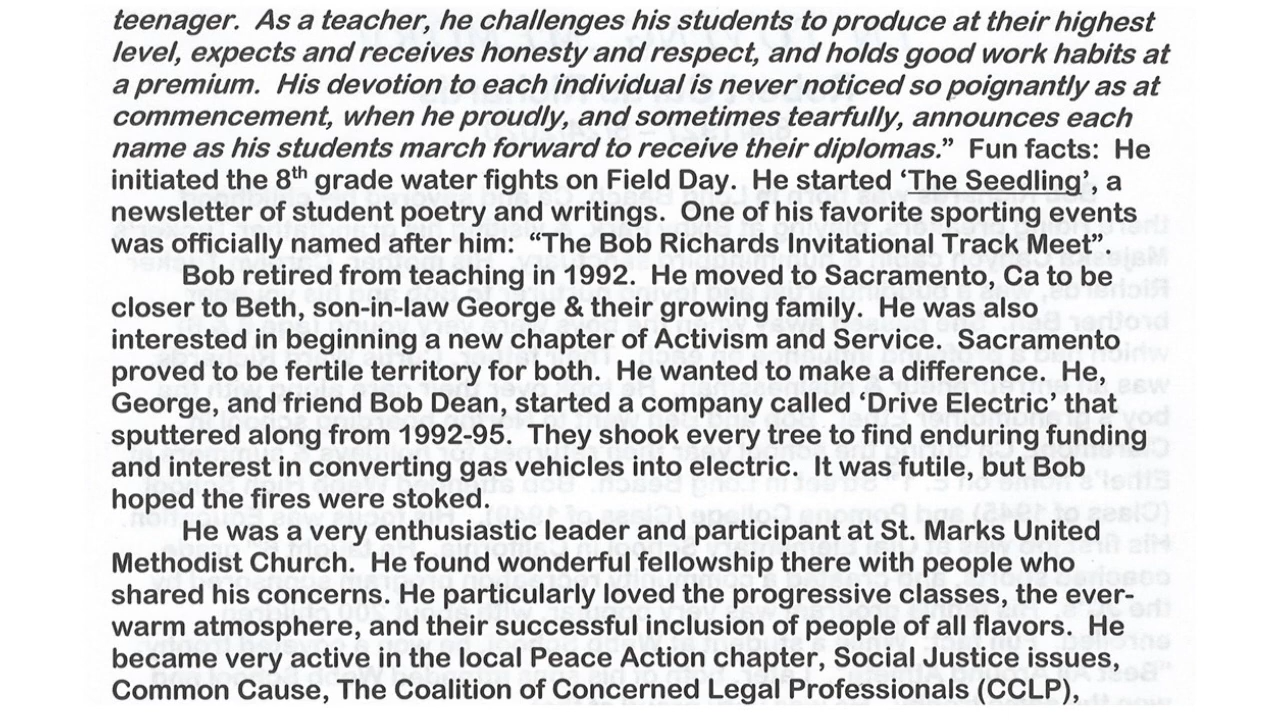 teenager. As a teacher, he challenges his students to produce at their highest
level, expects and receives honesty and respect, and holds good work habits at
a premium. His devotion to each individual is never noticed so poignantly as at
commencement, when he proudly, and sometimes tearfully, announces each
name as his students march forward to receive their diplomas.” Fun facts: He
initiated the 8th grade water fights on Field Day. He started ‘The Seedling’, a
newsletter of student poetry and writings. One of his favorite sporting events
was officially named after him: “The Bob Richards Invitational Track Meet”.
Bob retired from teaching in 1992. He moved to Sacramento, Ca to be
closer to Beth, son-in-law George & their growing family. He was also
interested in beginning a new chapter of Activism and Service. Sacramento
proved to be fertile territory for both. He wanted to make a difference. He,
George, and friend Bob Dean, started a company called ‘Drive Electric’ that
sputtered along from 1992-95. They shook every tree to find enduring funding
and interest in converting gas vehicles into electric. It was futile, but Bob
hoped the fires were stoked.
He was a very enthusiastic leader and participant at St. Marks United
Methodist Church. He found wonderful fellowship there with people who
shared his concerns. He particularly loved the progressive classes, the ever-
warm atmosphere, and their successful inclusion of people of all flavors. He
became very active in the local Peace Action chapter, Social Justice issues,
Common Cause, The Coalition of Concerned Legal Professionals (CCLP),